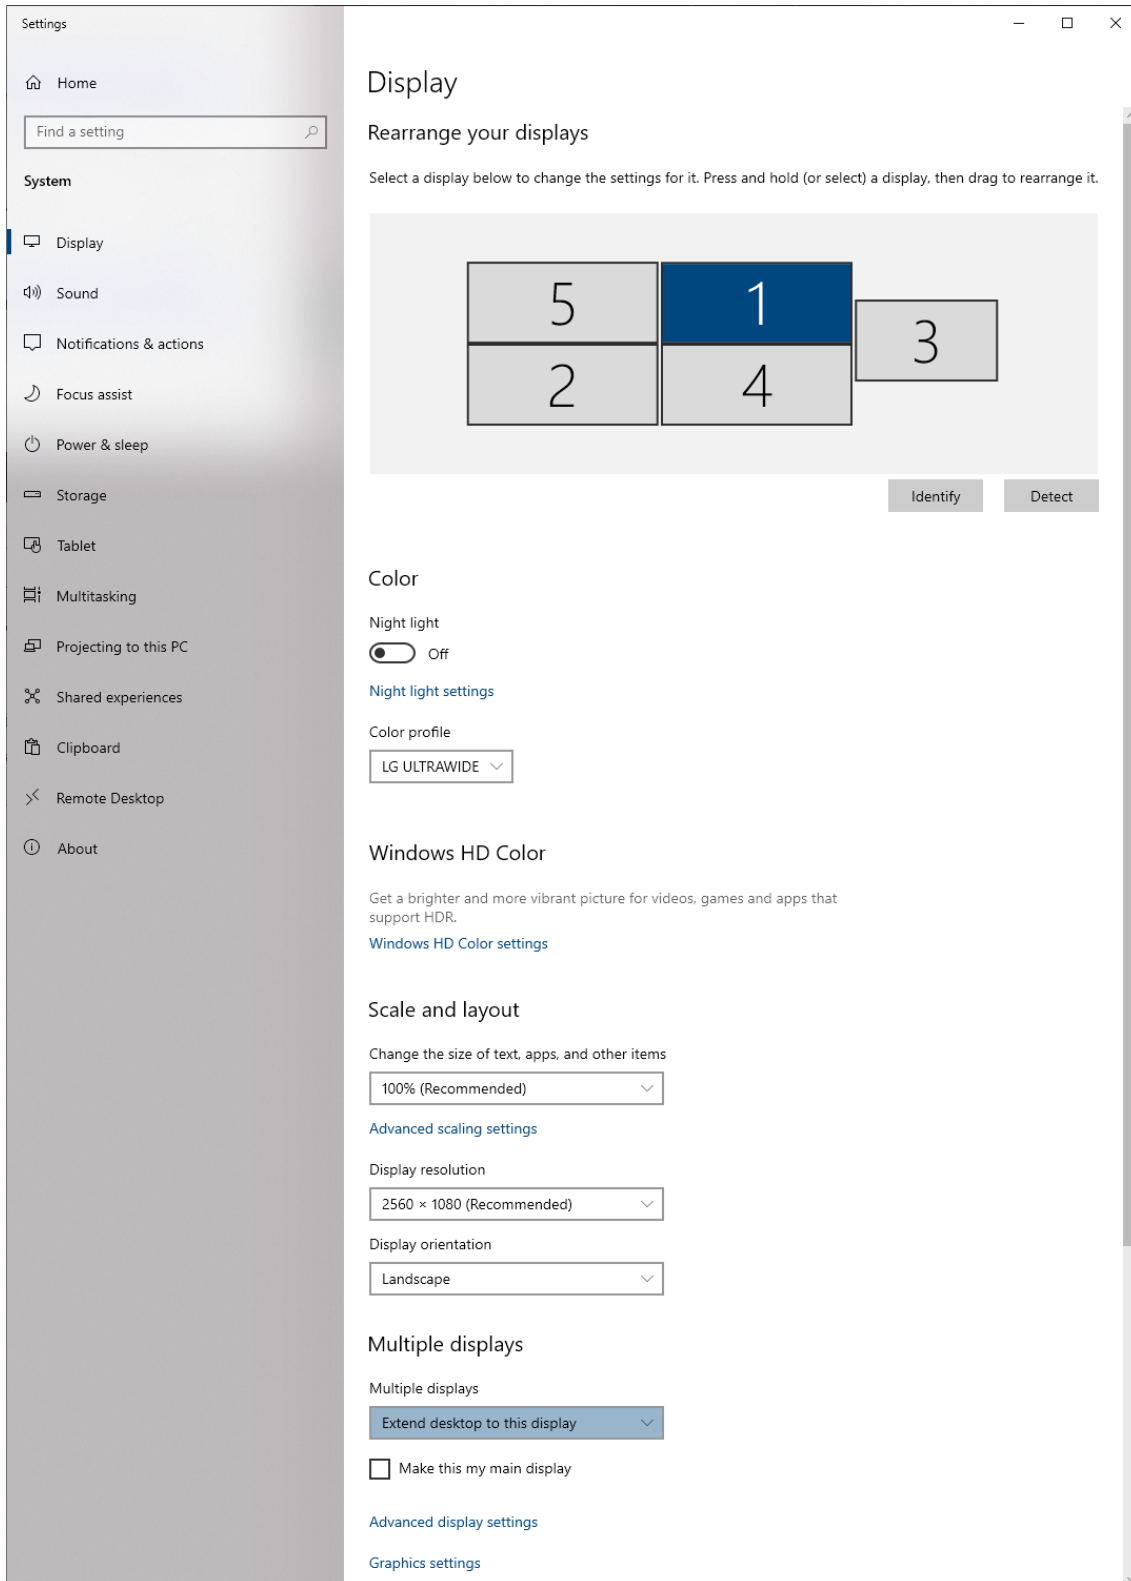 Settings
Home
Find a setting
System
Display
Sound
Notifications & actions
Focus assist
Power & sleep
Storage
Tablet
Multitasking
Projecting to this PC
Shared experiences
Clipboard
Remote Desktop
About
Display
Rearrange your displays
Select a display below to change the settings for it. Press and hold (or select) a display, then drag to rearrange it.
5 1
3
2 4
Identify Detect
Color
Night light
Off
Night light settings
Color profile
LG ULTRAWIDE
Windows HD Color
Get a brighter and more vibrant picture for videos, games and apps that
support HDR.
Windows HD Color settings
Scale and layout
Change the size of text, apps, and other items
100% (Recommended)
Advanced scaling settings
Display resolution
2560 × 1080 (Recommended)
Display orientation
Landscape
Multiple displays
Multiple displays
Extend desktop to this display
Make this my main display
Advanced display settings
Graphics settings